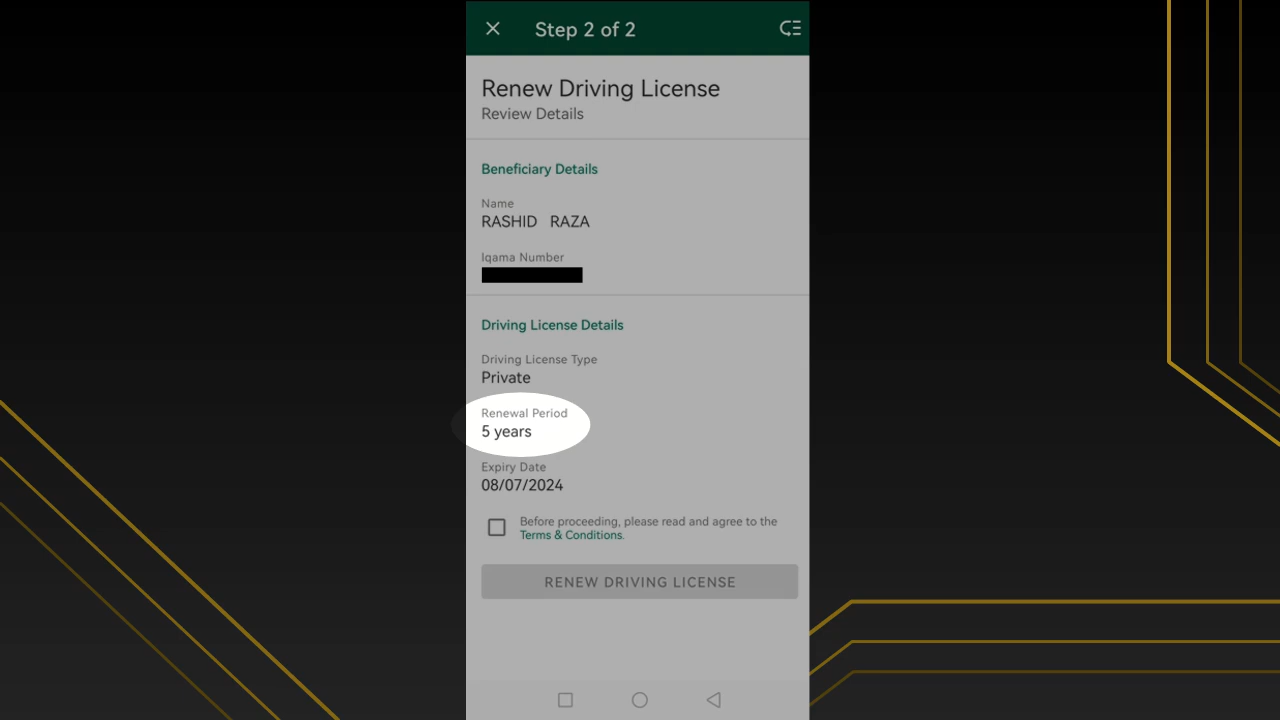 Step 2 of 2
Renew Driving License
Review Details
Beneficiary Details
Name
RASHID RAZA
Iqama Number
Driving License Details
Driving License Type
Private
Renewal Period
5 years
Expiry Date
08/07/2024
Before proceeding, please read and agree to the
Terms & Conditions.
RENEW DRIVING LICENSE